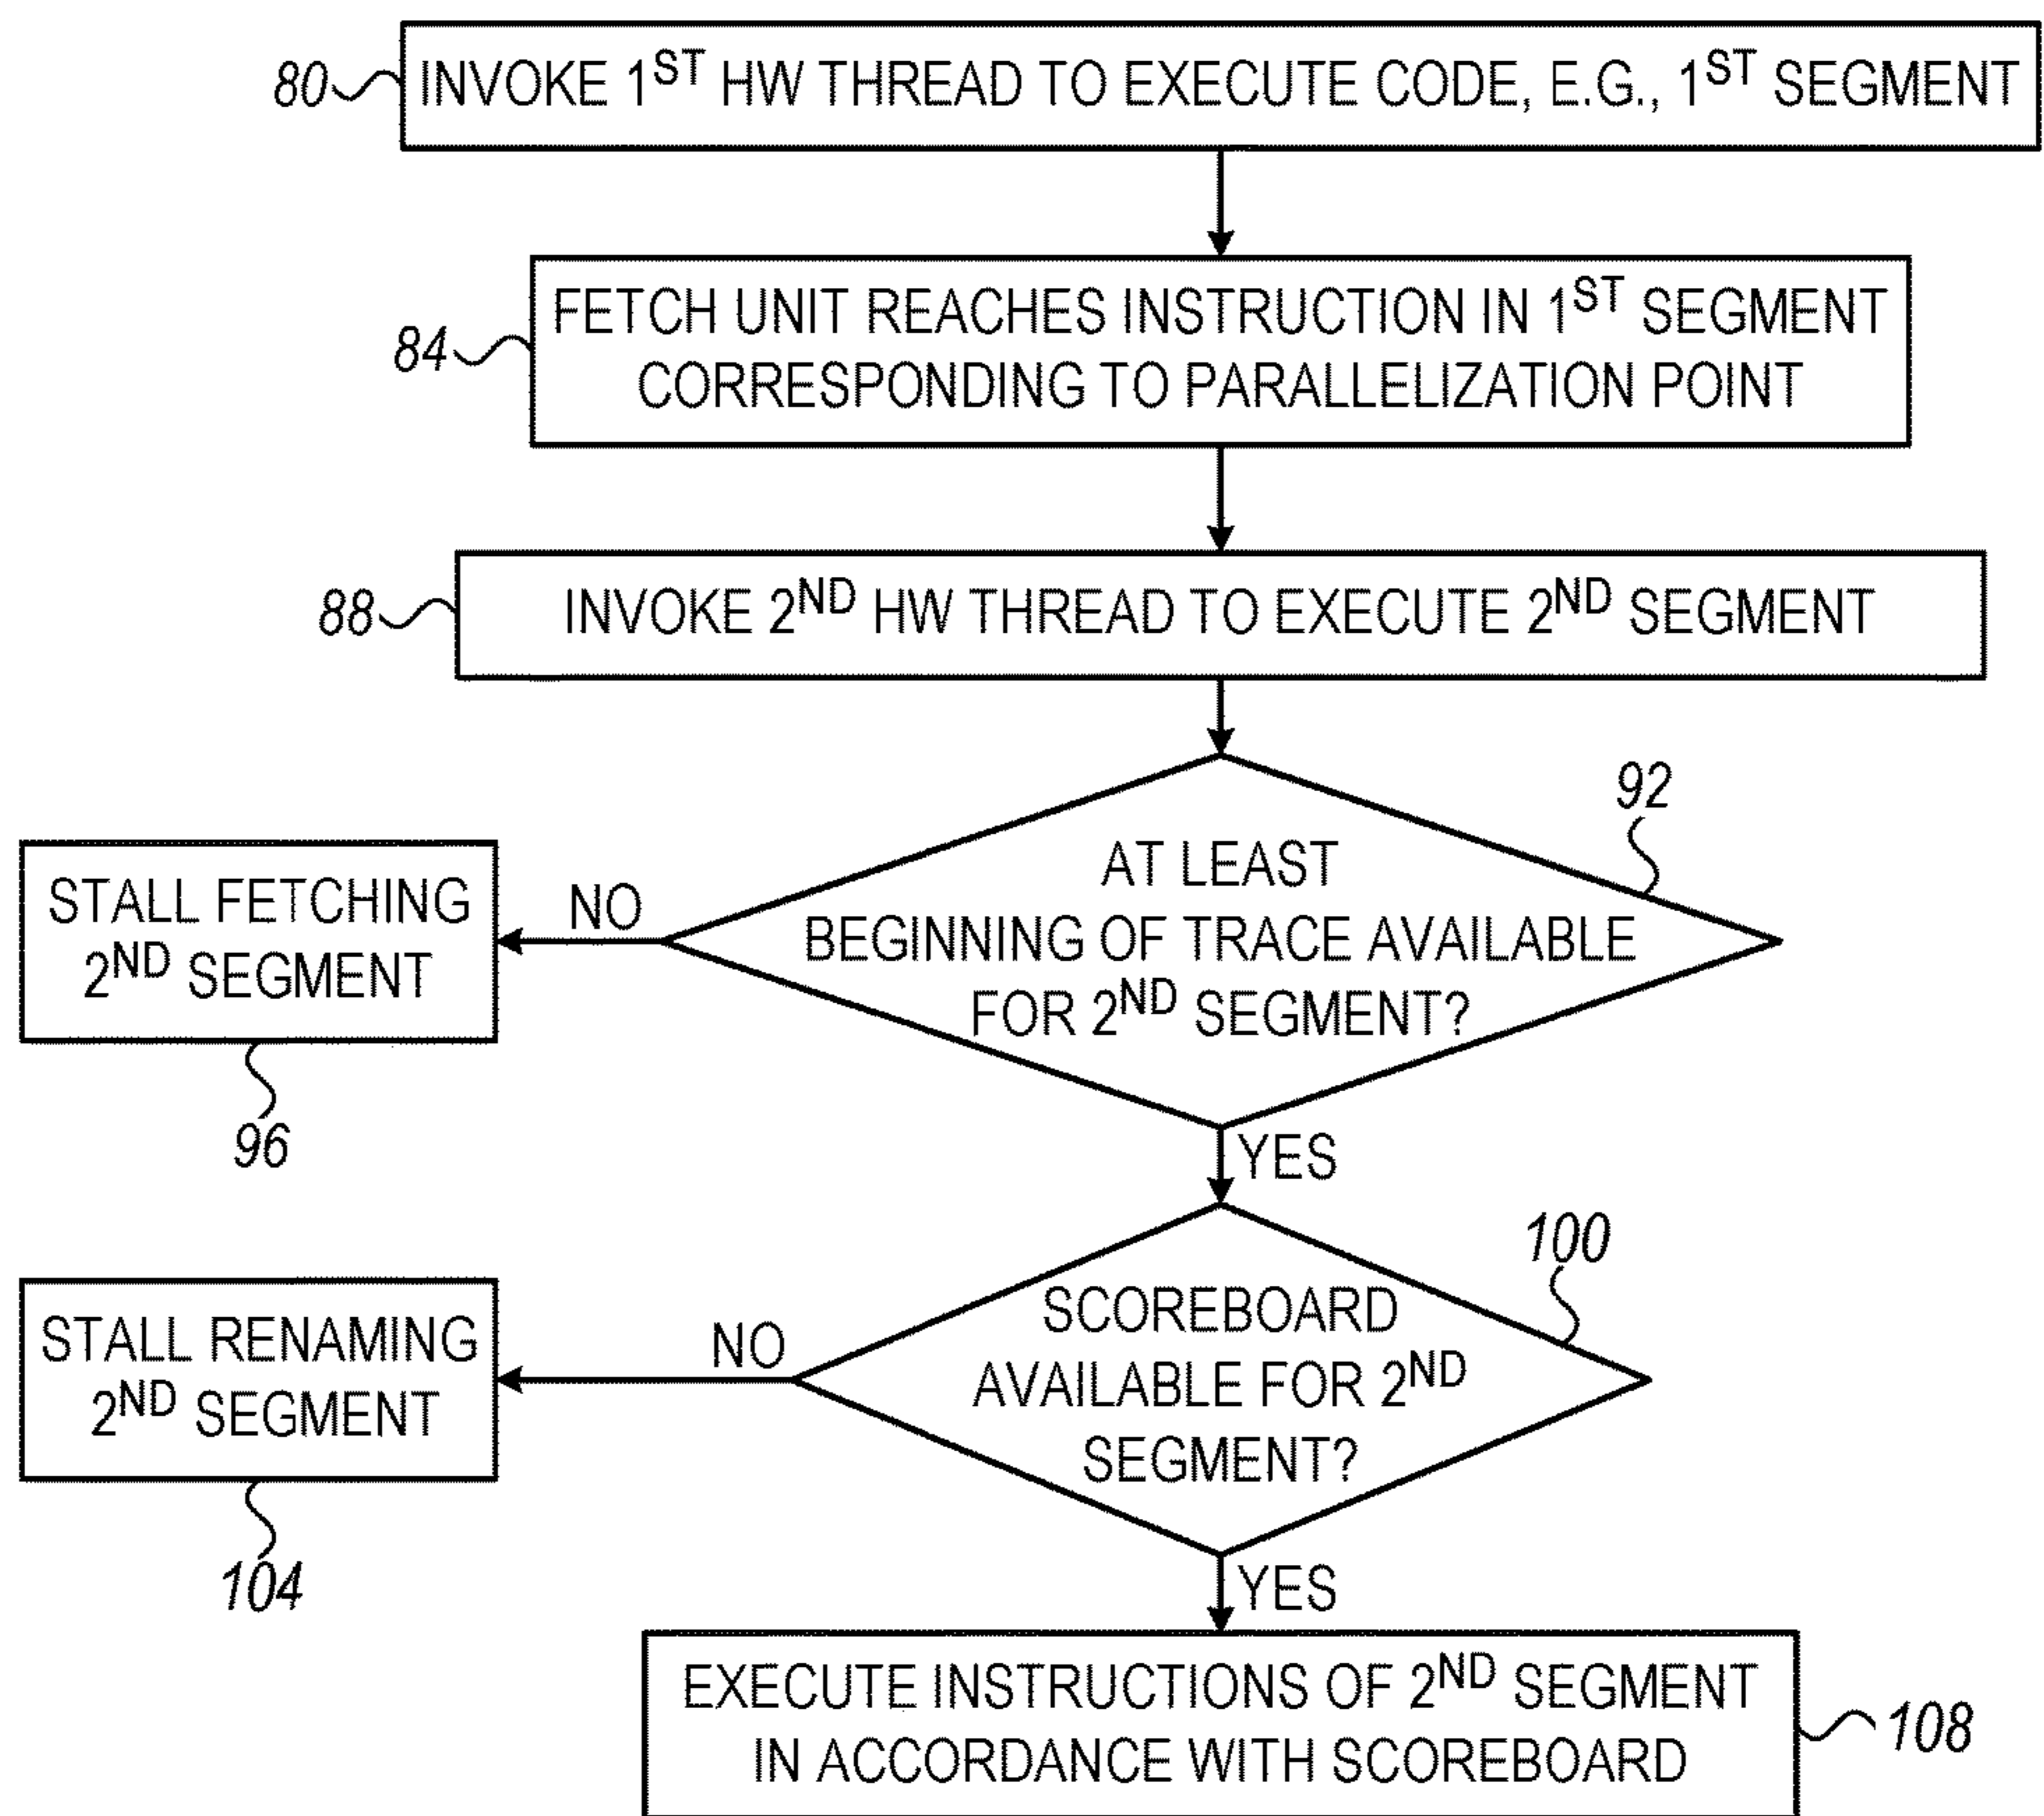 80 INVOKE 1ST HW THREAD TO EXECUTE CODE, E.G., 1ST SEGMENT
FETCH UNIT REACHES INSTRUCTION IN 1ST SEGMENT
84
CORRESPONDING TO PARALLELIZATION POINT
88 INVOKE 2ND HW THREAD TO EXECUTE 2ND SEGMENT
92
AT LEAST
BEGINNING OF TRACE AVAILABLE
FOR 2ND SEGMENT?
NO
STALL FETCHING
2ND SEGMENT
96
YES
100
SCOREBOARD
AVAILABLE FOR 2ND
SEGMENT?
NO
STALL RENAMING
2ND SEGMENT
104
YES
EXECUTE INSTRUCTIONS OF 2ND SEGMENT
IN ACCORDANCE WITH SCOREBOARD
108